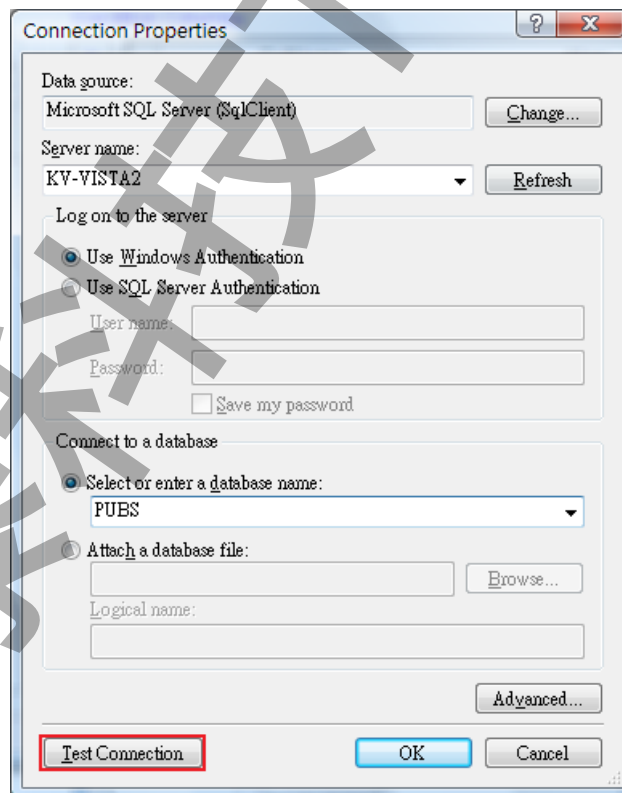 Connection Properties
Data source:
Microsoft SQL Server (SqlClient)
Change...
Server name:
KV-VISTA2
Refresh
Log on to the server
Use Windows Authentication
Use SQL Server Authentication
User name:
Password:
Save my password
Connect to a database
Select or enter a database name:
PUBS
Attach a database file:
Browse...
Logical name:
Advanced...
Test Connection
OK
Cancel
科技